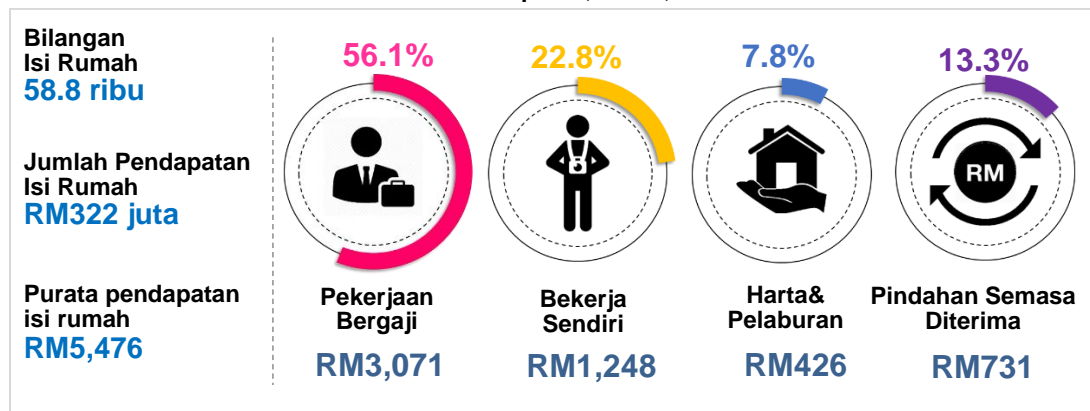 Bilangan
Isi Rumah
58.8 ribu
Jumlah Pendapatan
Isi Rumah
RM322 juta
Purata pendapatan
isi rumah
RM5,476
56.1%
Pekerjaan
Bergaji
RM3,071
22.8%
Bekerja
Sendiri
RM1,248
7.8%
Harta&
Pelaburan
RM426
13.3%
RM
Pindahan Semasa
Diterima
RM731